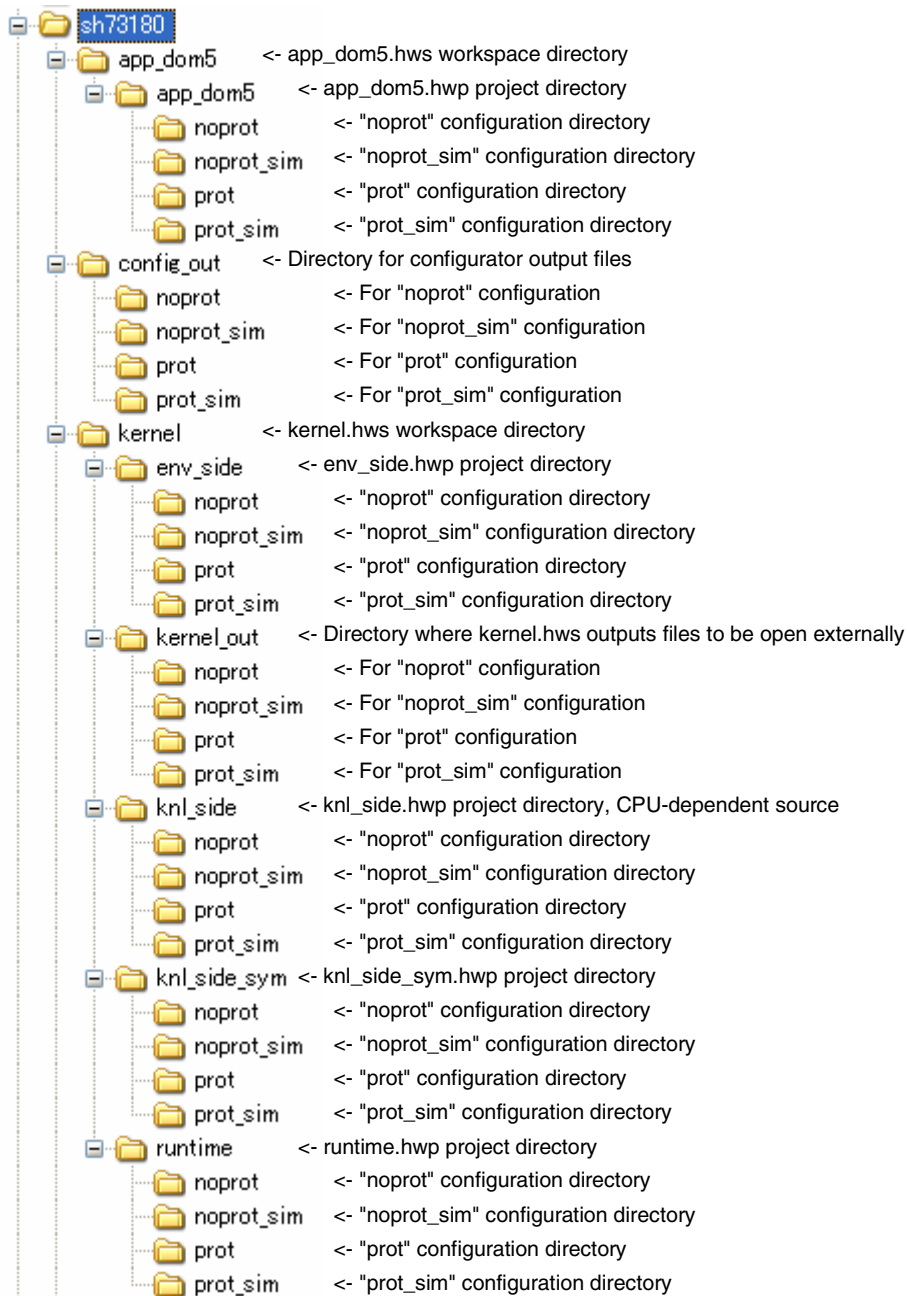 sh73180
app_dom5 <- app_dom5.hws workspace directory
app_dom5 <- app_dom5.hwp project directory
noprot <- "noprot" configuration directory
noprot_sim <- "noprot_sim" configuration directory
prot <- "prot" configuration directory
prot_sim <- "prot_sim" configuration directory
config_out <- Directory for configurator output files
noprot <- For "noprot" configuration
noprot_sim <- For "noprot_sim" configuration
prot <- For "prot" configuration
prot_sim <- For "prot_sim" configuration
kernel <- kernel.hws workspace directory
env_side <- env_side.hwp project directory
noprot <- "noprot" configuration directory
noprot_sim <- "noprot_sim" configuration directory
prot <- "prot" configuration directory
prot_sim <- "prot_sim" configuration directory
kernel_out <- Directory where kernel.hws outputs files to be open externally
noprot <- For "noprot" configuration
noprot_sim <- For "noprot_sim" configuration
prot <- For "prot" configuration
prot_sim <- For "prot_sim" configuration
knl_side <- knl_side.hwp project directory, CPU-dependent source
noprot <- "noprot" configuration directory
noprot_sim <- "noprot_sim" configuration directory
prot <- "prot" configuration directory
prot_sim <- "prot_sim" configuration directory
knl_side_sym <- knl_side_sym.hwp project directory
noprot <- "noprot" configuration directory
noprot_sim <- "noprot_sim" configuration directory
prot <- "prot" configuration directory
prot_sim <- "prot_sim" configuration directory
runtime <- runtime.hwp project directory
noprot <- "noprot" configuration directory
noprot_sim <- "noprot_sim" configuration directory
prot <- "prot" configuration directory
prot_sim <- "prot_sim" configuration directory